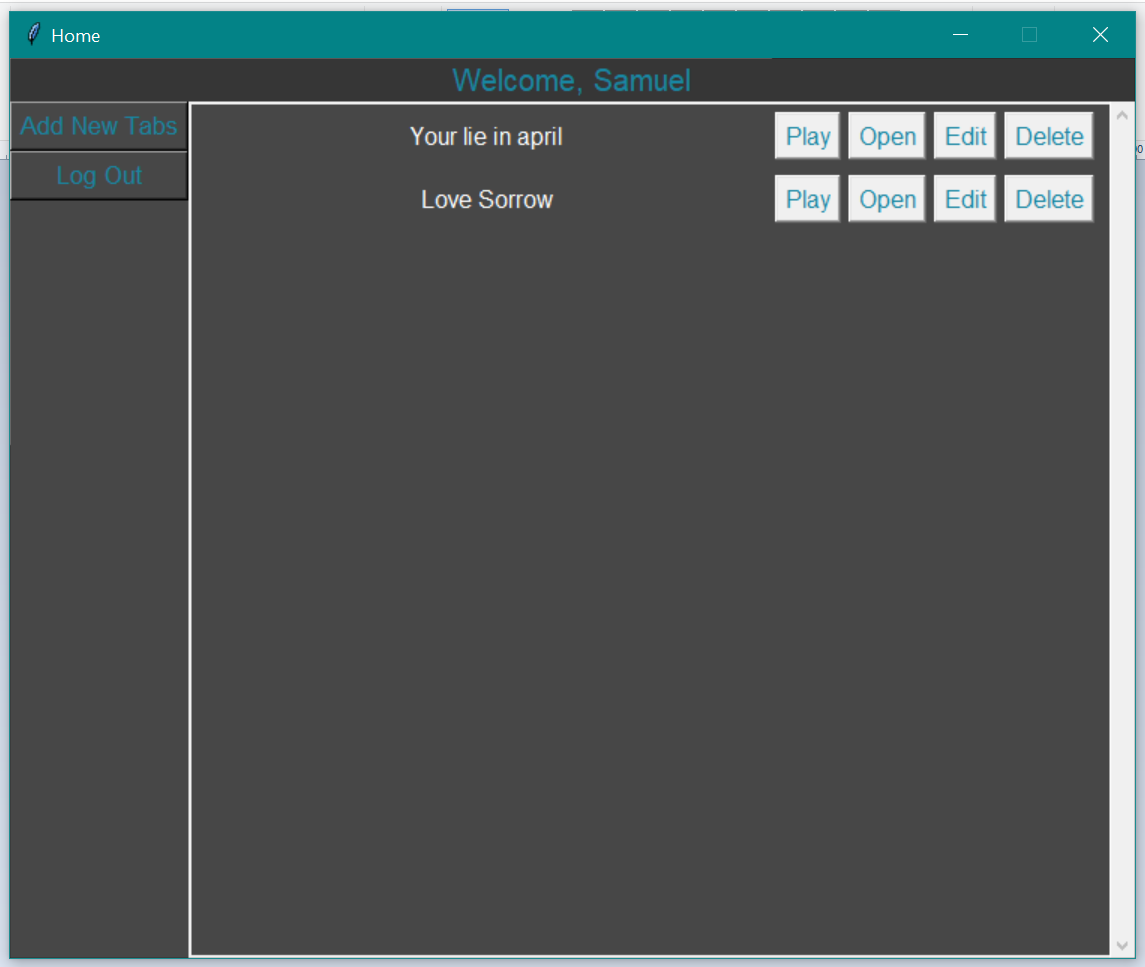 Home
Welcome, Samuel
Add New Tabs
Log Out
Your lie in april Play Open Edit Delete
Love Sorrow Play Open Edit Delete